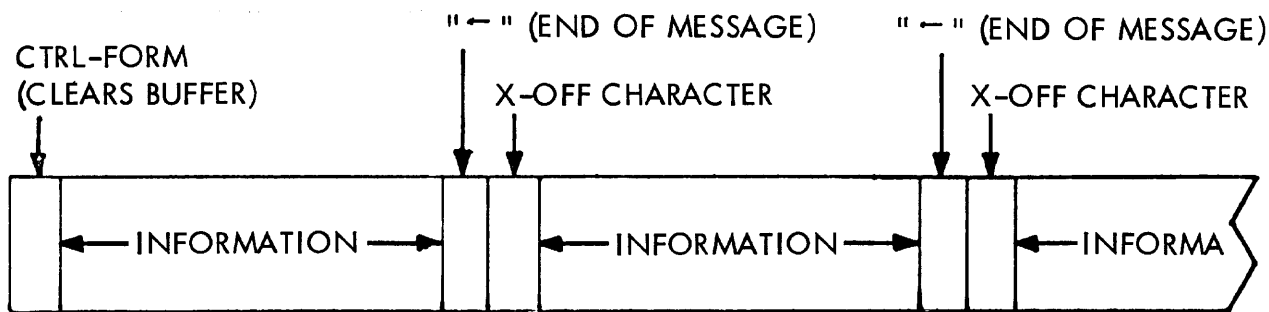 "←" (END OF MESSAGE)
"←" (END OF MESSAGE)
CTRL-FORM
(CLEARS BUFFER)
X-OFF CHARACTER
X-OFF CHARACTER
INFORMATION
INFORMATION
INFORMA